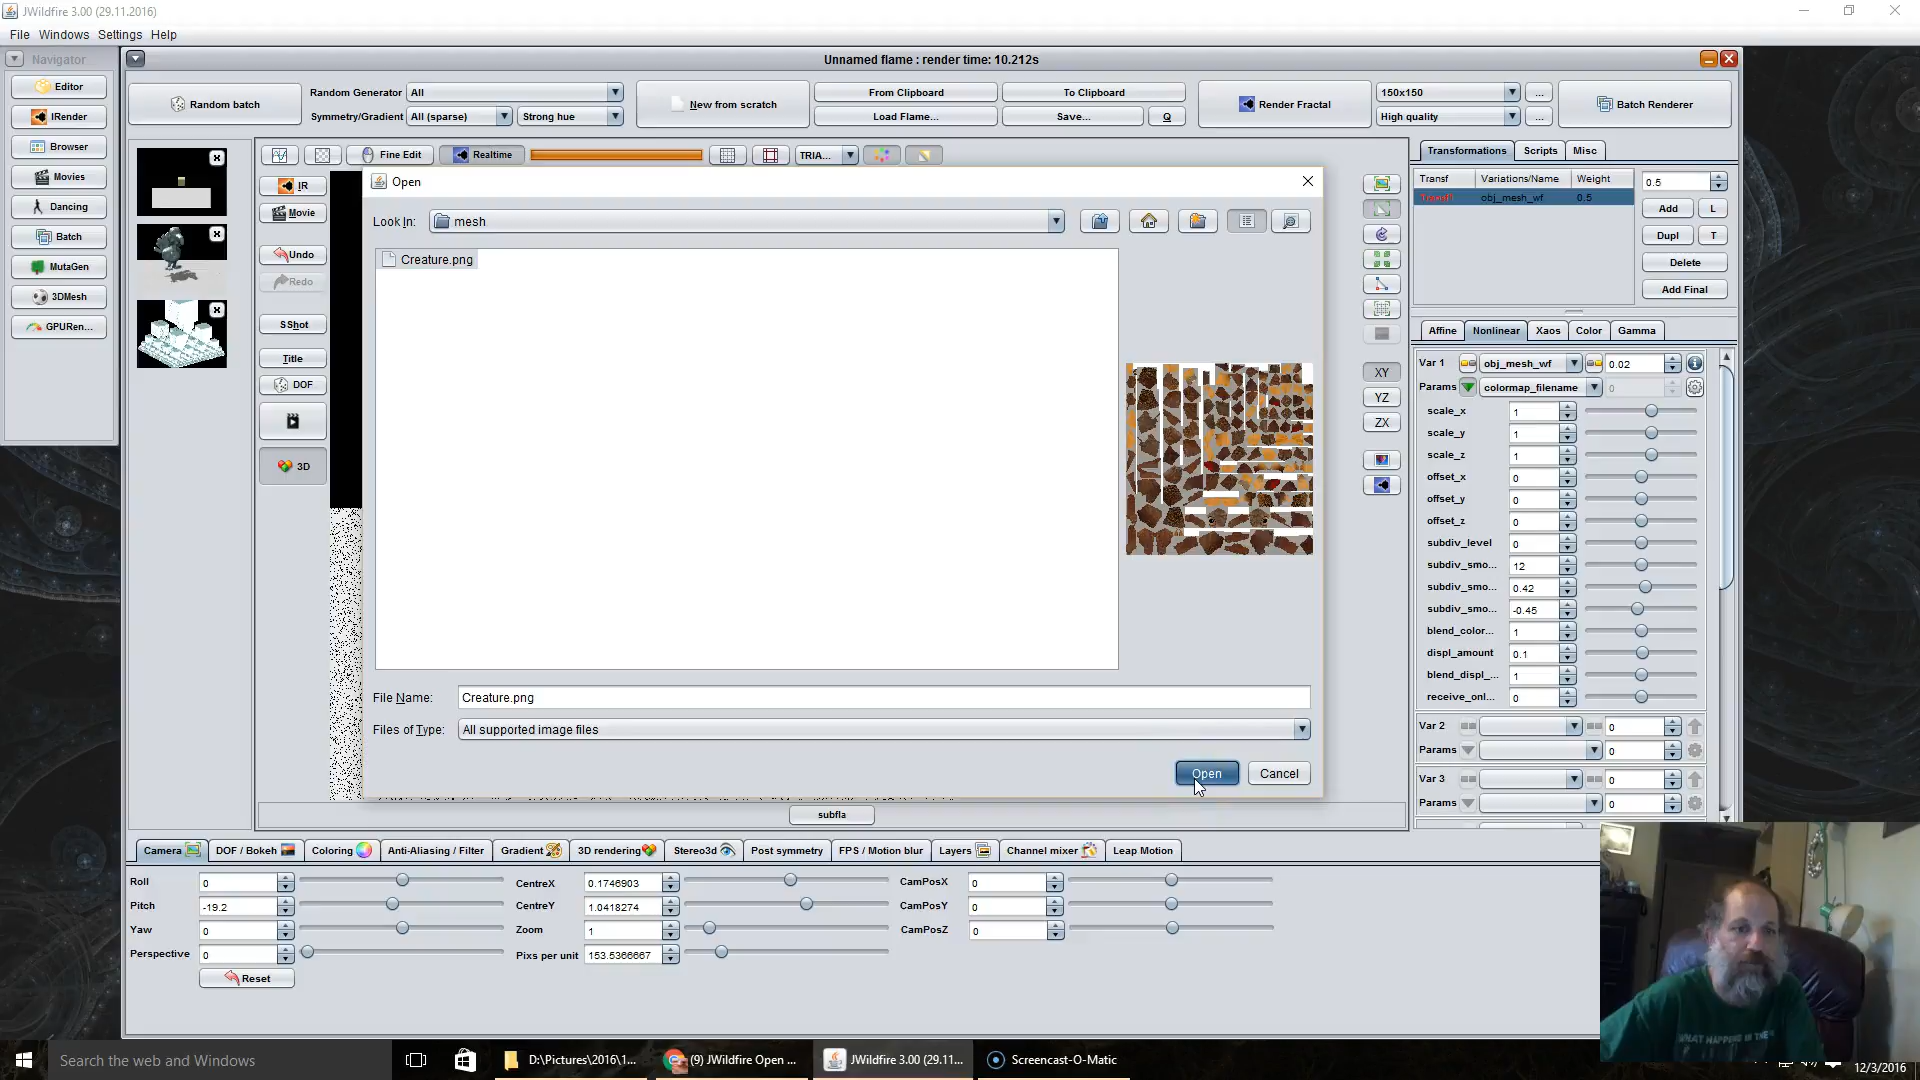 JWildfire 3.00 (29.11.2016)
File Windows Settings Help
Navigator
Unnamed flame : render time: 10.212s
Editor
IRender
Browser
Movies
Dancing
Batch
MutaGen
3DMesh
GPURen...
Random batch
Random Generator All
Symmetry/Gradient All (sparse) Strong hue
New from scratch
From Clipboard To Clipboard
Load Flame... Save... Q
Render Fractal
150x150 ...
High quality ...
Batch Renderer
Fine Edit Realtime TRIA...
IR
Movie
Undo
Redo
SShot
Title
DOF
3D
Open
Look In: mesh
Creature.png
File Name: Creature.png
Files of Type: All supported image files
Open Cancel
subfla
XY
YZ
ZX
Transformations Scripts Misc
Transf Variations/Name Weight
Transf1 obj_mesh_wf 0.5
0.5
Add L
Dupl T
Delete
Add Final
Affine Nonlinear Xaos Color Gamma
Var 1 obj_mesh_wf 0.02
Params colormap_filename 0
scale_x 1
scale_y 1
scale_z 1
offset_x 0
offset_y 0
offset_z 0
subdiv_level 0
subdiv_smo... 12
subdiv_smo... 0.42
subdiv_smo... -0.45
blend_color... 1
displ_amount 0.1
blend_displ_... 1
receive_onl... 0
Var 2 0
Params 0
Var 3 0
Params 0
Camera DOF / Bokeh Coloring Anti-Aliasing / Filter Gradient 3D rendering Stereo3d Post symmetry FPS / Motion blur Layers Channel mixer Leap Motion
Roll 0 CentreX 0.1746903 CamPosX 0
Pitch -19.2 CentreY 1.0418274 CamPosY 0
Yaw 0 Zoom 1 CamPosZ 0
Perspective 0 Pixs per unit 153.5366667
Reset
WHAT HAPPENS IN THE
Search the web and Windows
D:\Pictures\2016\1...
(9) JWildfire Open ...
JWildfire 3.00 (29.11...
Screencast-O-Matic
12/3/2016